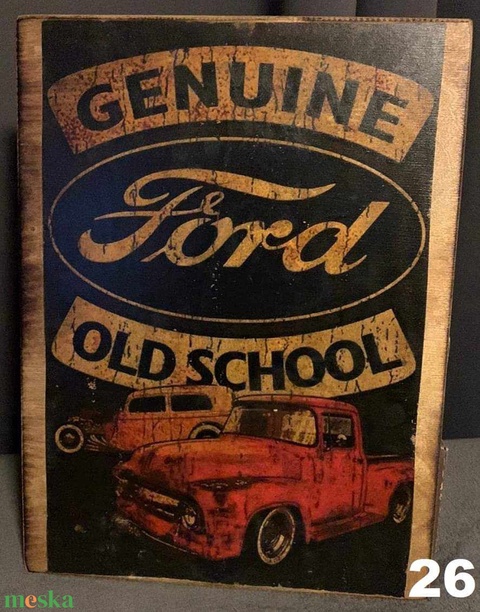 GENUINE
Ford
OLD SCHOOL
26
meska